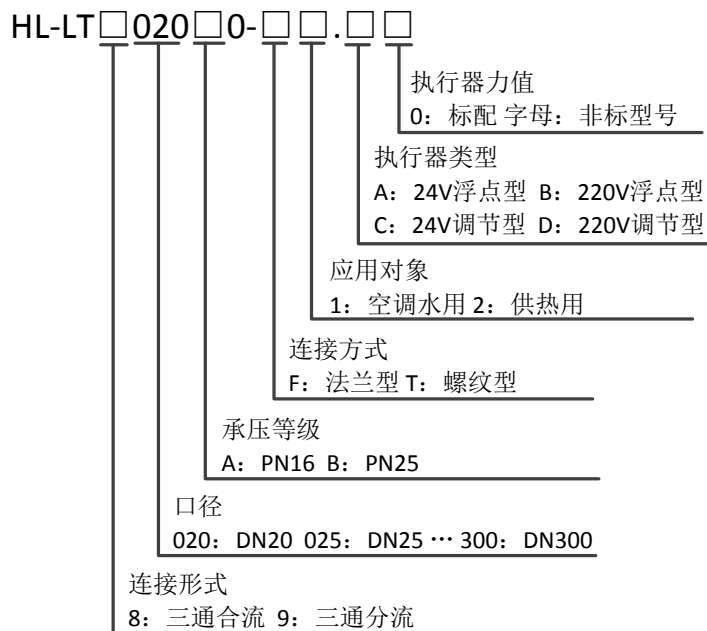 HL-LT□020□0-□□.□□
执行器力值
0：标配 字母：非标型号
执行器类型
A：24V浮点型 B：220V浮点型
C：24V调节型 D：220V调节型
应用对象
1：空调水用 2：供热用
连接方式
F：法兰型 T：螺纹型
承压等级
A：PN16 B：PN25
口径
020：DN20 025：DN25 … 300：DN300
连接形式
8：三通合流 9：三通分流